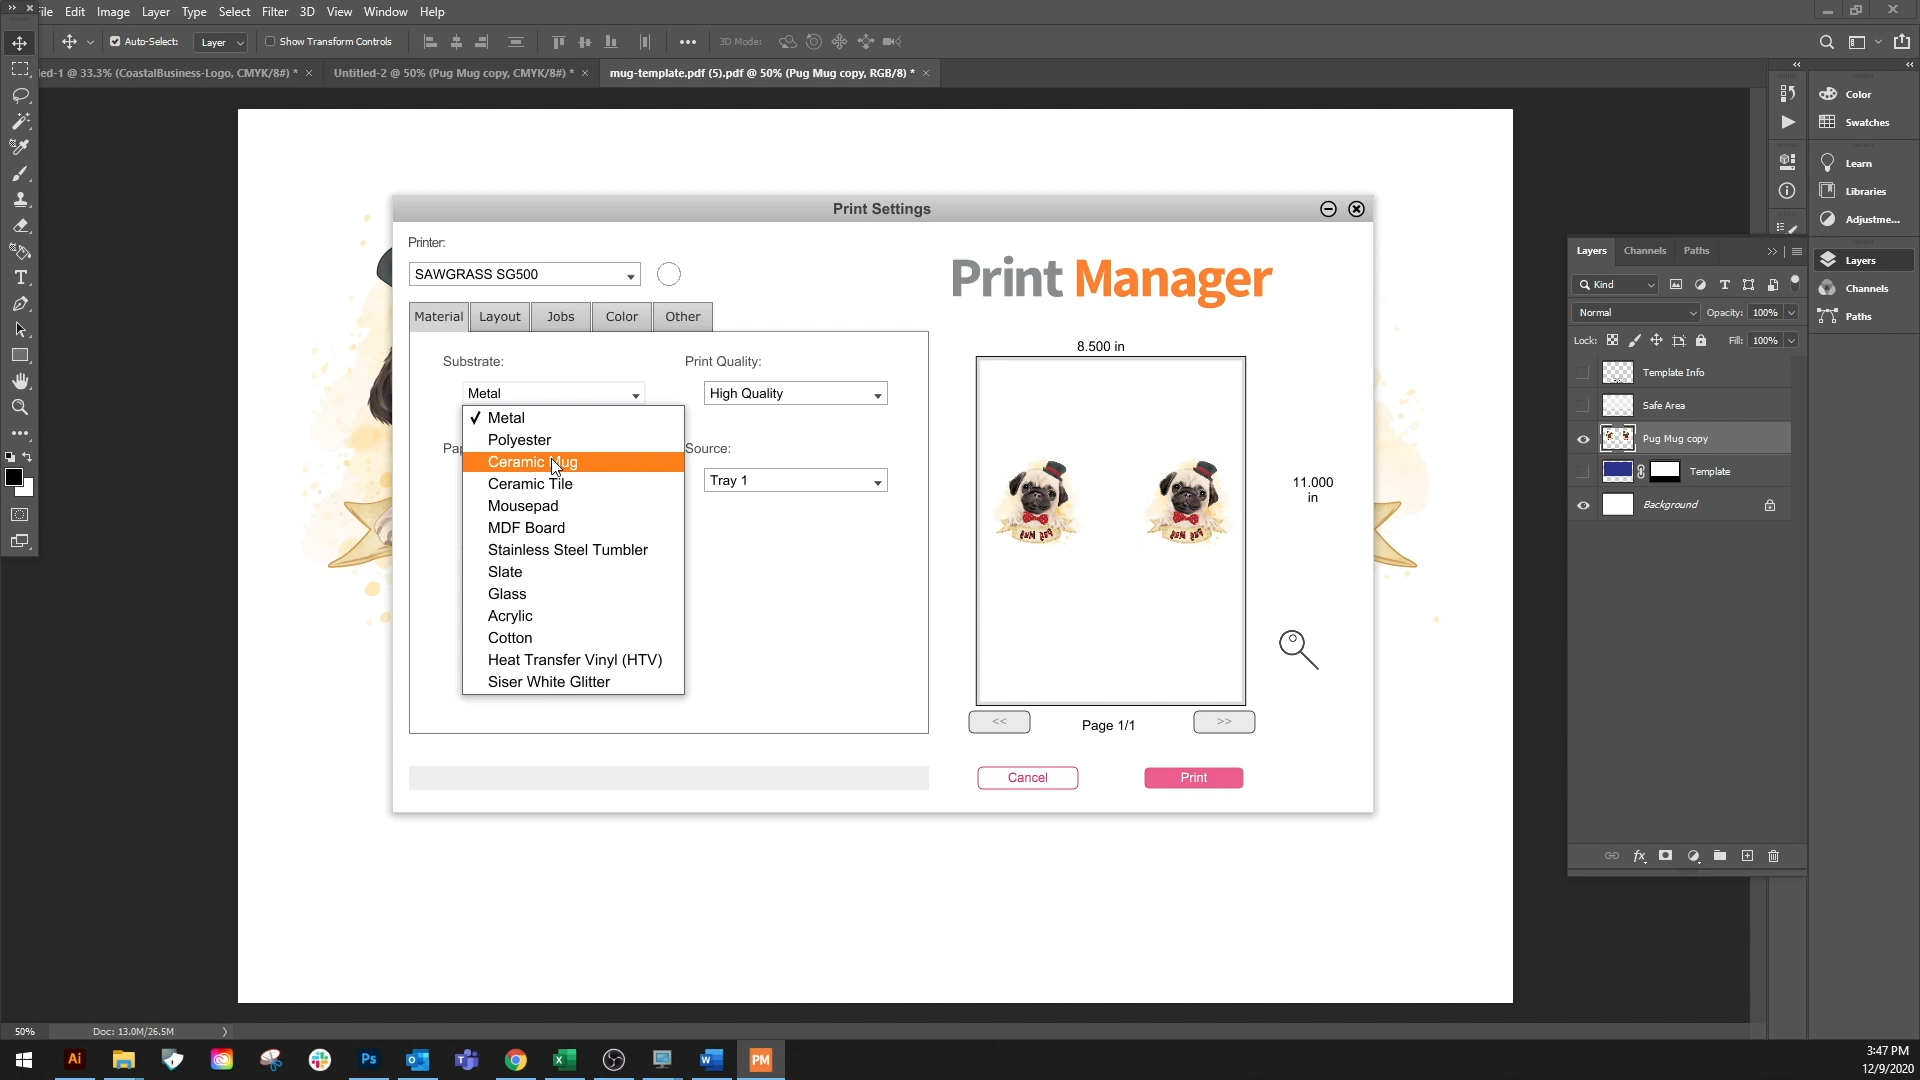 File Edit Image Layer Type Select Filter 3D View Window Help
Auto-Select: Layer Show Transform Controls 3D Mode:
led-1 @ 33.3% (CoastalBusiness-Logo, CMYK/8#) *
Untitled-2 @ 50% (Pug Mug copy, CMYK/8#) *
mug-template.pdf (5).pdf @ 50% (Pug Mug copy, RGB/8) *
Print Settings
Printer:
SAWGRASS SG500
Print Manager
Material Layout Jobs Color Other
Substrate: Print Quality:
Metal High Quality
Metal
Polyester
Pap Source:
Ceramic Mug
Tray 1
Ceramic Tile
Mousepad
MDF Board
Stainless Steel Tumbler
Slate
Glass
Acrylic
Cotton
Heat Transfer Vinyl (HTV)
Siser White Glitter
8.500 in
11.000
in
<< Page 1/1 >>
Cancel Print
Color
Swatches
Learn
Libraries
Adjustme...
Layers
Channels
Paths
Layers Channels Paths
Kind
Normal Opacity: 100%
Lock: Fill: 100%
Template Info
Safe Area
Pug Mug copy
Template
Background
50% Doc: 13.0M/26.5M
Ai Ps PM
3:47 PM
12/9/2020